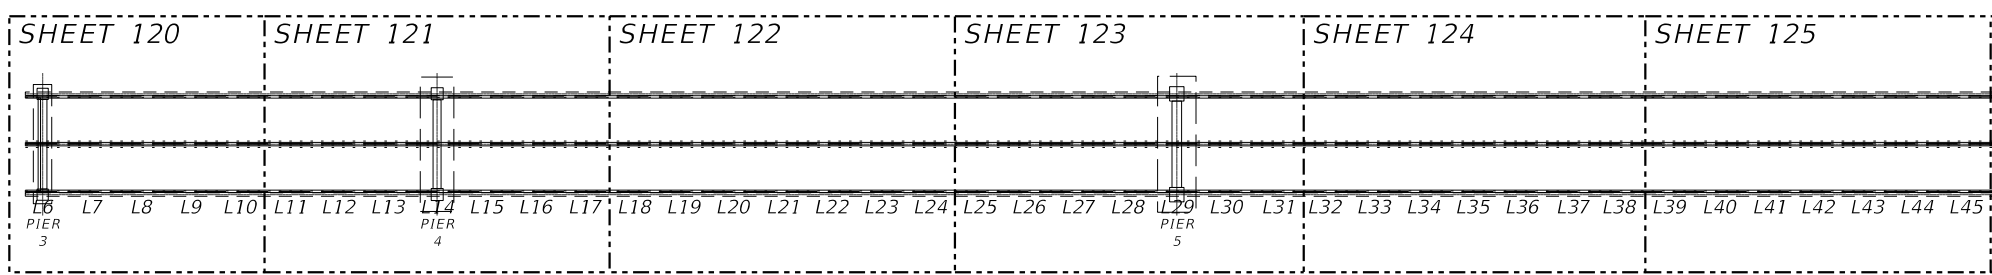 SHEET 120 SHEET 121 SHEET 122 SHEET 123 SHEET 124 SHEET 125
L6 L7 L8 L9 L10 L11 L12 L13 L14 L15 L16 L17 L18 L19 L20 L21 L22 L23 L24 L25 L26 L27 L28 L29 L30 L31 L32 L33 L34 L35 L36 L37 L38 L39 L40 L41 L42 L43 L44 L45
PIER PIER PIER
3 4 5